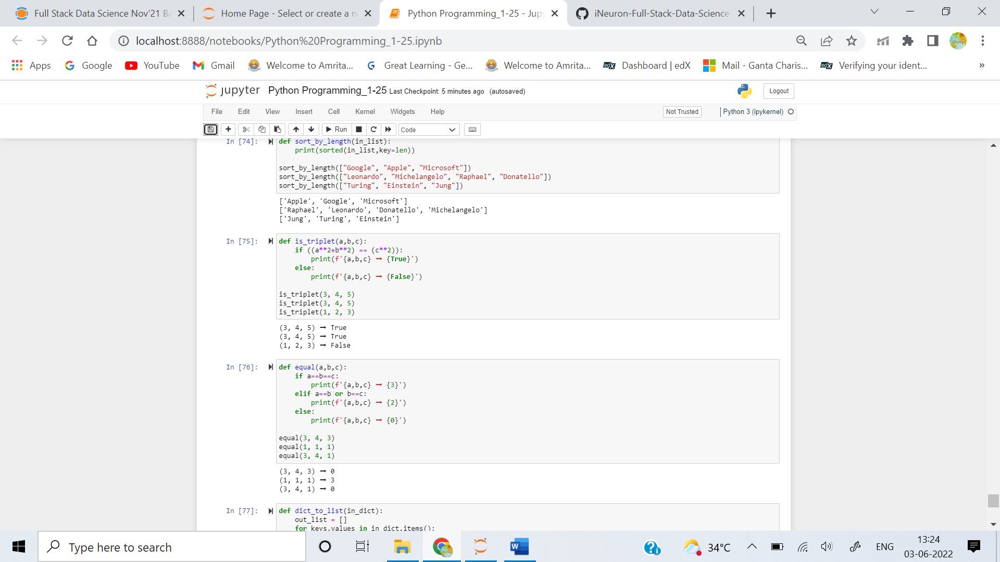 Full Stack Data Science Nov'21 Ba
Home Page - Select or create a n
Python Programming_1-25 - Jupy
iNeuron-Full-Stack-Data-Science-
localhost:8888/notebooks/Python%20Programming_1-25.ipynb
Apps
Google
YouTube
Gmail
Welcome to Amrita...
Great Learning - Ge...
Welcome to Amrita...
edX Dashboard | edX
Mail - Ganta Charis...
edX Verifying your ident...
»
jupyter Python Programming_1-25 Last Checkpoint: 5 minutes ago (autosaved)
Logout
File Edit View Insert Cell Kernel Widgets Help
Not Trusted
Python 3 (ipykernel)
Run
Code
In [74]: def sort_by_length(in_list):
print(sorted(in_list,key=len))
sort_by_length(["Google", "Apple", "Microsoft"])
sort_by_length(["Leonardo", "Michelangelo", "Raphael", "Donatello"])
sort_by_length(["Turing", "Einstein", "Jung"])
['Apple', 'Google', 'Microsoft']
['Raphael', 'Leonardo', 'Donatello', 'Michelangelo']
['Jung', 'Turing', 'Einstein']
In [75]: def is_triplet(a,b,c):
if ((a**2+b**2) == (c**2)):
print(f'{a,b,c} ➞ {True}')
else:
print(f'{a,b,c} ➞ {False}')
is_triplet(3, 4, 5)
is_triplet(3, 4, 5)
is_triplet(1, 2, 3)
(3, 4, 5) ➞ True
(3, 4, 5) ➞ True
(1, 2, 3) ➞ False
In [76]: def equal(a,b,c):
if a==b==c:
print(f'{a,b,c} ➞ {3}')
elif a==b or b==c:
print(f'{a,b,c} ➞ {2}')
else:
print(f'{a,b,c} ➞ {0}')
equal(3, 4, 3)
equal(1, 1, 1)
equal(3, 4, 1)
(3, 4, 3) ➞ 0
(1, 1, 1) ➞ 3
(3, 4, 1) ➞ 0
In [77]: def dict_to_list(in_dict):
out_list = []
for keys,values in in_dict.items():
Type here to search
34°C
ENG
13:24
03-06-2022